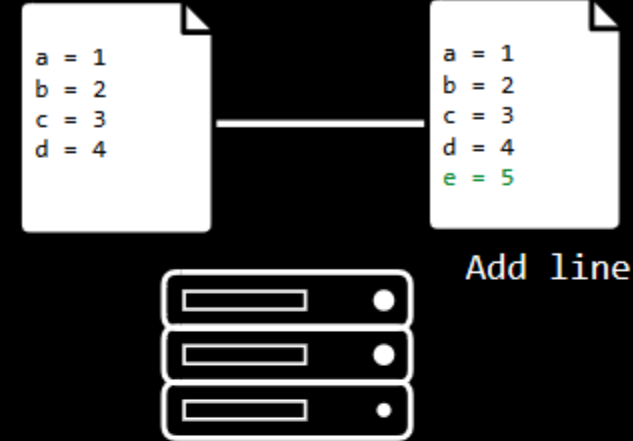 a = 1
b = 2
c = 3
d = 4
a = 1
b = 2
c = 3
d = 4
e = 5
Add line